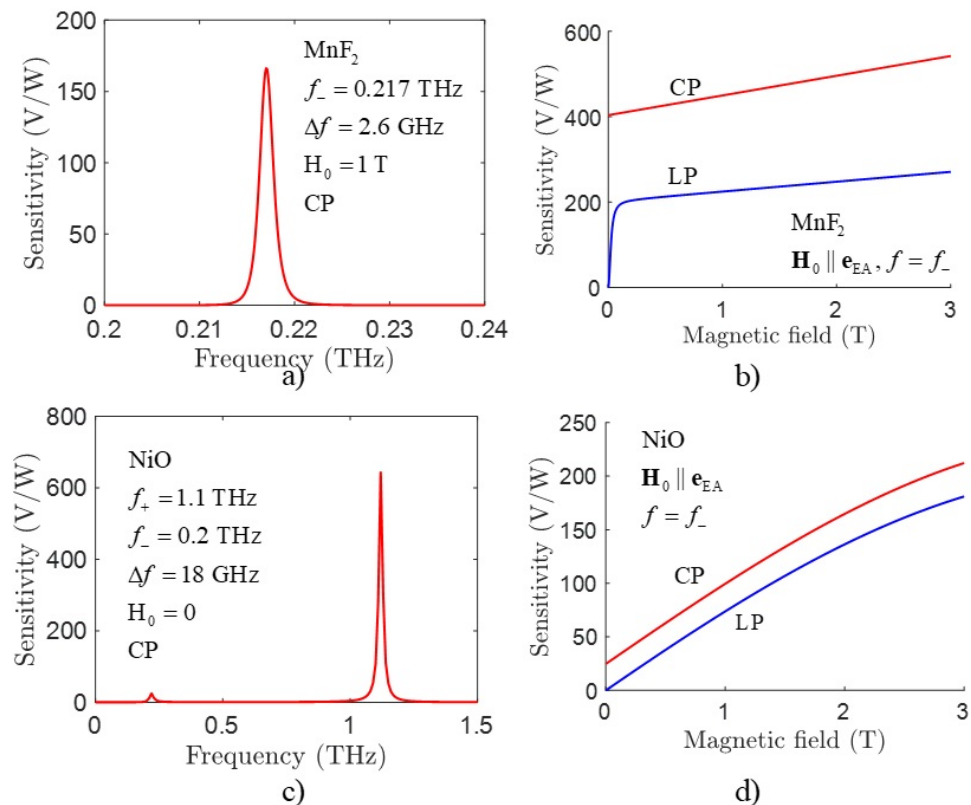 200
150
100
50
0
Sensitivity (V/W)
MnF₂
f₋ = 0.217 THz
Δf = 2.6 GHz
H₀ = 1 T
CP
0.2 0.21 0.22 0.23 0.24
Frequency (THz)
a)
600
400
200
0
Sensitivity (V/W)
CP
LP
MnF₂
H₀ ∥ e_EA, f = f₋
0 1 2 3
Magnetic field (T)
b)
800
600
400
200
0
Sensitivity (V/W)
NiO
f₊ = 1.1 THz
f₋ = 0.2 THz
Δf = 18 GHz
H₀ = 0
CP
0 0.5 1 1.5
Frequency (THz)
c)
250
200
150
100
50
0
Sensitivity (V/W)
NiO
H₀ ∥ e_EA
f = f₋
CP
LP
0 1 2 3
Magnetic field (T)
d)